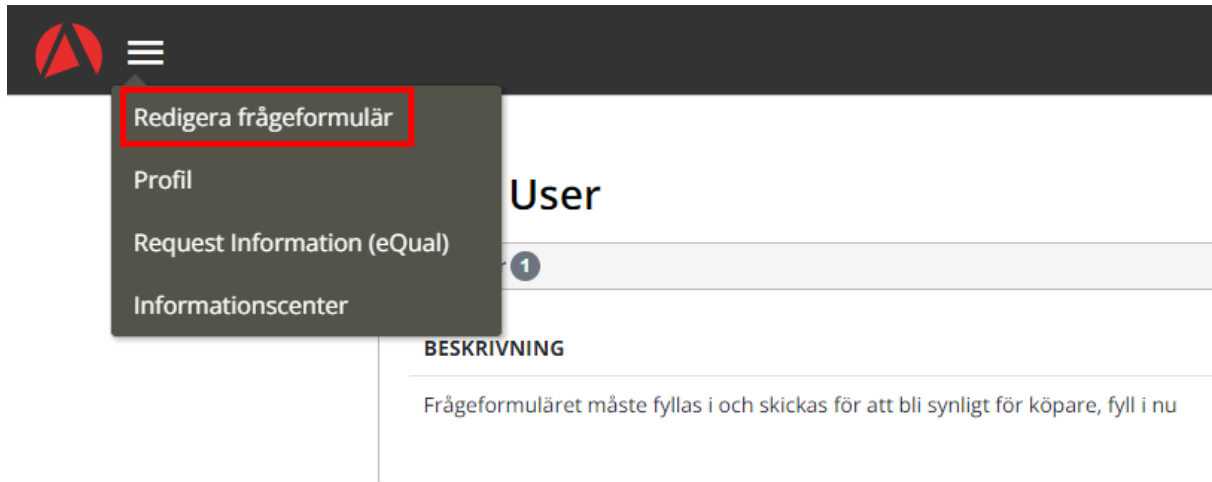 Redigera frågeformulär
Profil
User
Request Information (eQual)
1
Informationscenter
BESKRIVNING
Frågeformuläret måste fyllas i och skickas för att bli synligt för köpare, fyll i nu